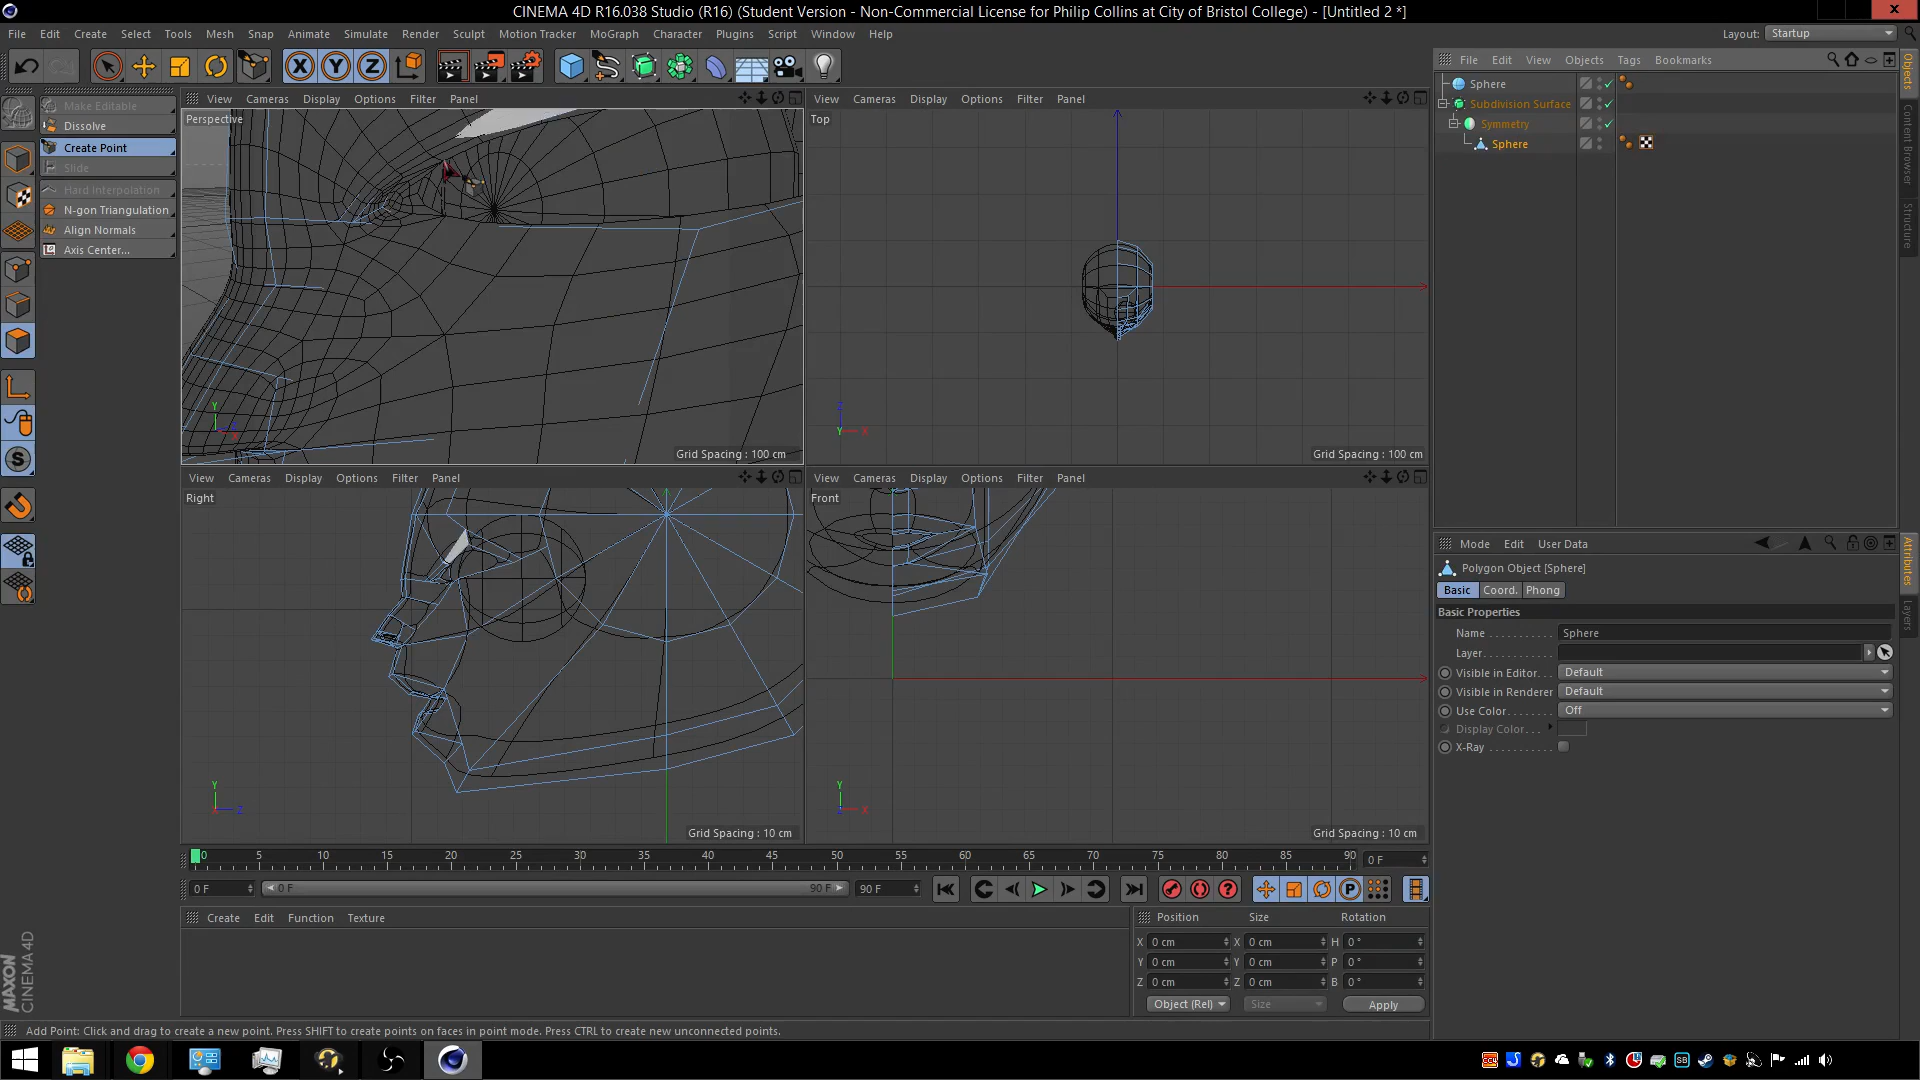 CINEMA 4D R16.038 Studio (R16) (Student Version - Non-Commercial License for Philip Collins at City of Bristol College) - [Untitled 2 *]
File Edit Create Select Tools Mesh Snap Animate Simulate Render Sculpt Motion Tracker MoGraph Character Plugins Script Window Help
Layout: Startup
File Edit View Objects Tags Bookmarks
Objects
Content Browser
Structure
Sphere
Subdivision Surface
Symmetry
Sphere
Make Editable
Dissolve
Create Point
Slide
Hard Interpolation
N-gon Triangulation
Align Normals
Axis Center...
View Cameras Display Options Filter Panel
Perspective
Y
X
Grid Spacing : 100 cm
View Cameras Display Options Filter Panel
Top
Z
Y X
Grid Spacing : 100 cm
View Cameras Display Options Filter Panel
Right
Y
X Z
Grid Spacing : 10 cm
View Cameras Display Options Filter Panel
Front
Y
Z X
Grid Spacing : 10 cm
Mode Edit User Data
Attributes
Layers
Polygon Object [Sphere]
Basic Coord. Phong
Basic Properties
Name Sphere
Layer
Visible in Editor Default
Visible in Renderer Default
Use Color Off
Display Color
X-Ray
0 5 10 15 20 25 30 35 40 45 50 55 60 65 70 75 80 85 90 0 F
0 F 0 F 90 F 90 F
Create Edit Function Texture
Position Size Rotation
X 0 cm X 0 cm H 0 °
Y 0 cm Y 0 cm P 0 °
Z 0 cm Z 0 cm B 0 °
Object (Rel) Size Apply
MAXON
CINEMA 4D
Add Point: Click and drag to create a new point. Press SHIFT to create points on faces in point mode. Press CTRL to create new unconnected points.